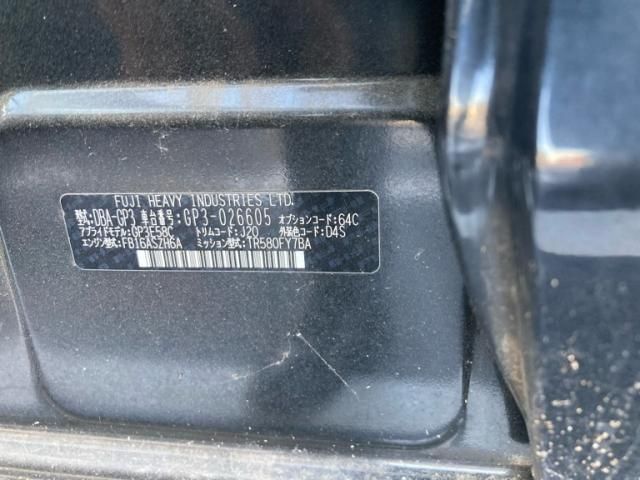 FUJI HEAVY INDUSTRIES LTD.
型式:DBA-GP3 車台番号:GP3-026605 オプションコード:64C
アプライドモデル:GP3E58C トリムコード:J20 外装色コード:D4S
エンジン型式:FB16ASZH6A ミッション型式:TR580FY7BA